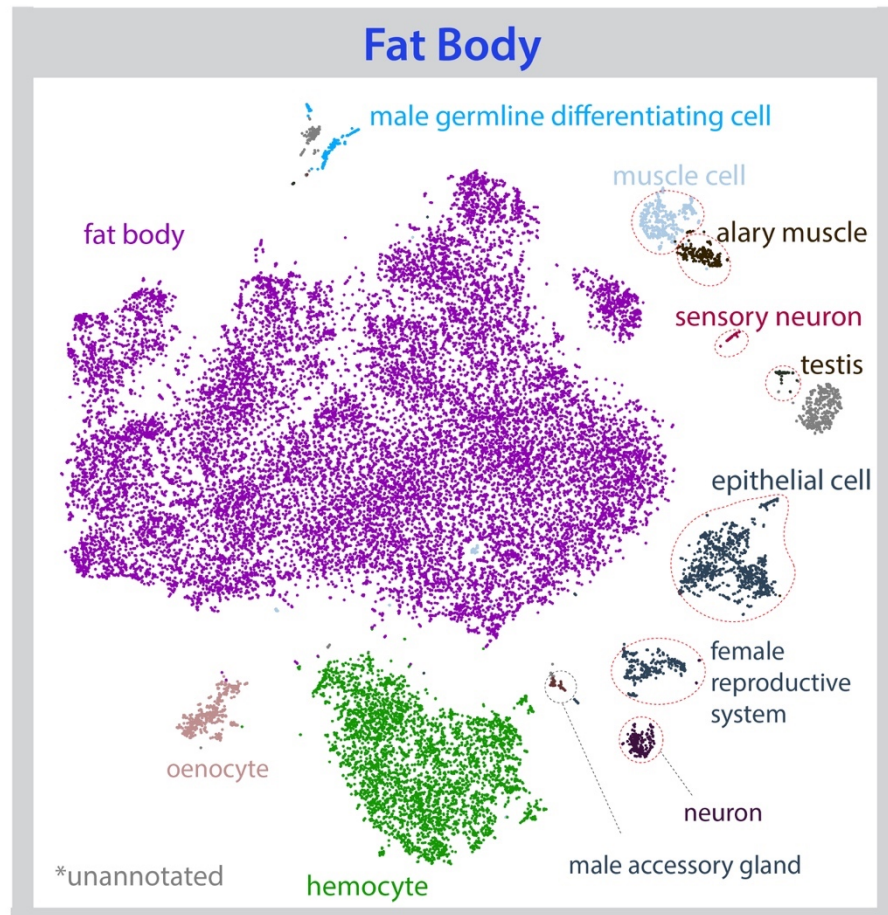 Fat Body
male germline differentiating cell
muscle cell
fat body
alary muscle
sensory neuron
testis
epithelial cell
female
reproductive
system
oenocyte
neuron
male accessory gland
*unannotated
hemocyte